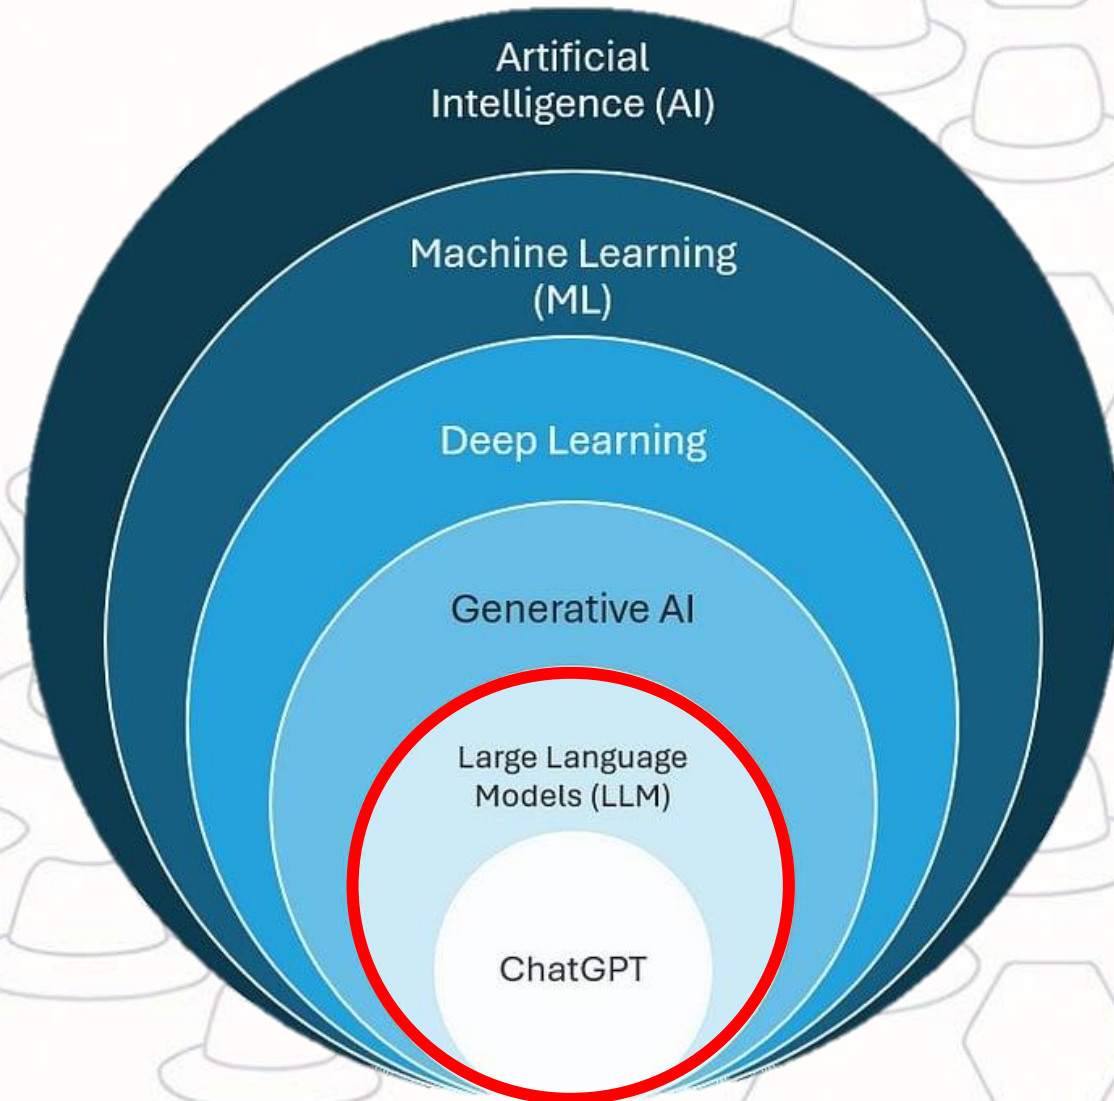 Artificial
Intelligence (AI)
Machine Learning
(ML)
Deep Learning
Generative AI
Large Language
Models (LLM)
ChatGPT